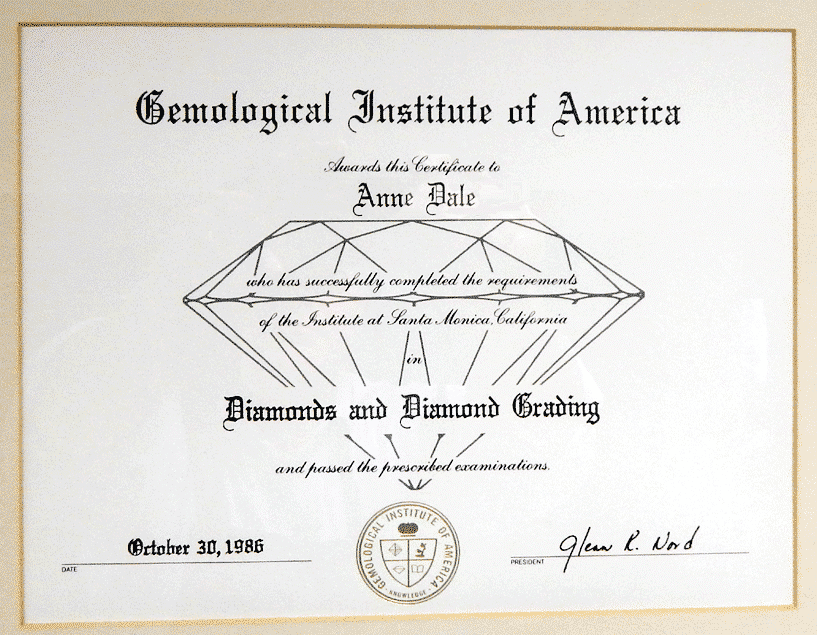 Gemological Institute of America
Awards this Certificate to
Anne Dale
who has successfully completed the requirements
of the Institute at Santa Monica, California
in
Diamonds and Diamond Grading
and passed the prescribed examinations.
GEMOLOGICAL INSTITUTE OF AMERICA
KNOWLEDGE
October 30, 1986
DATE
Glenn R. Nord
PRESIDENT